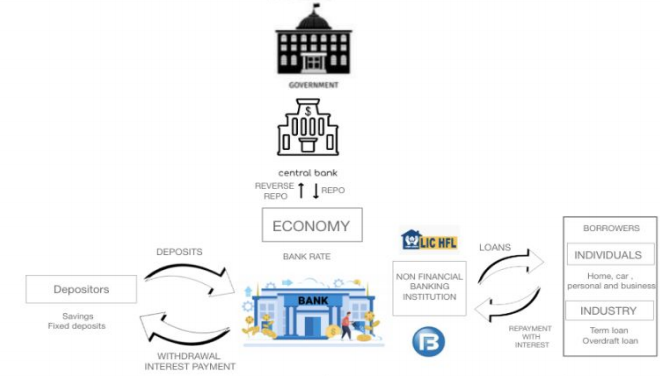 GOVERNMENT
$
central bank
REVERSE
REPO
REPO
ECONOMY
BANK RATE
DEPOSITS
Depositors
Savings
Fixed deposits
WITHDRAWAL
INTEREST PAYMENT
BANK
LIC HFL
NON FINANCIAL
BANKING
INSTITUTION
B
LOANS
REPAYMENT
WITH
INTEREST
BORROWERS
INDIVIDUALS
Home, car ,
personal and business
INDUSTRY
Term loan
Overdraft loan